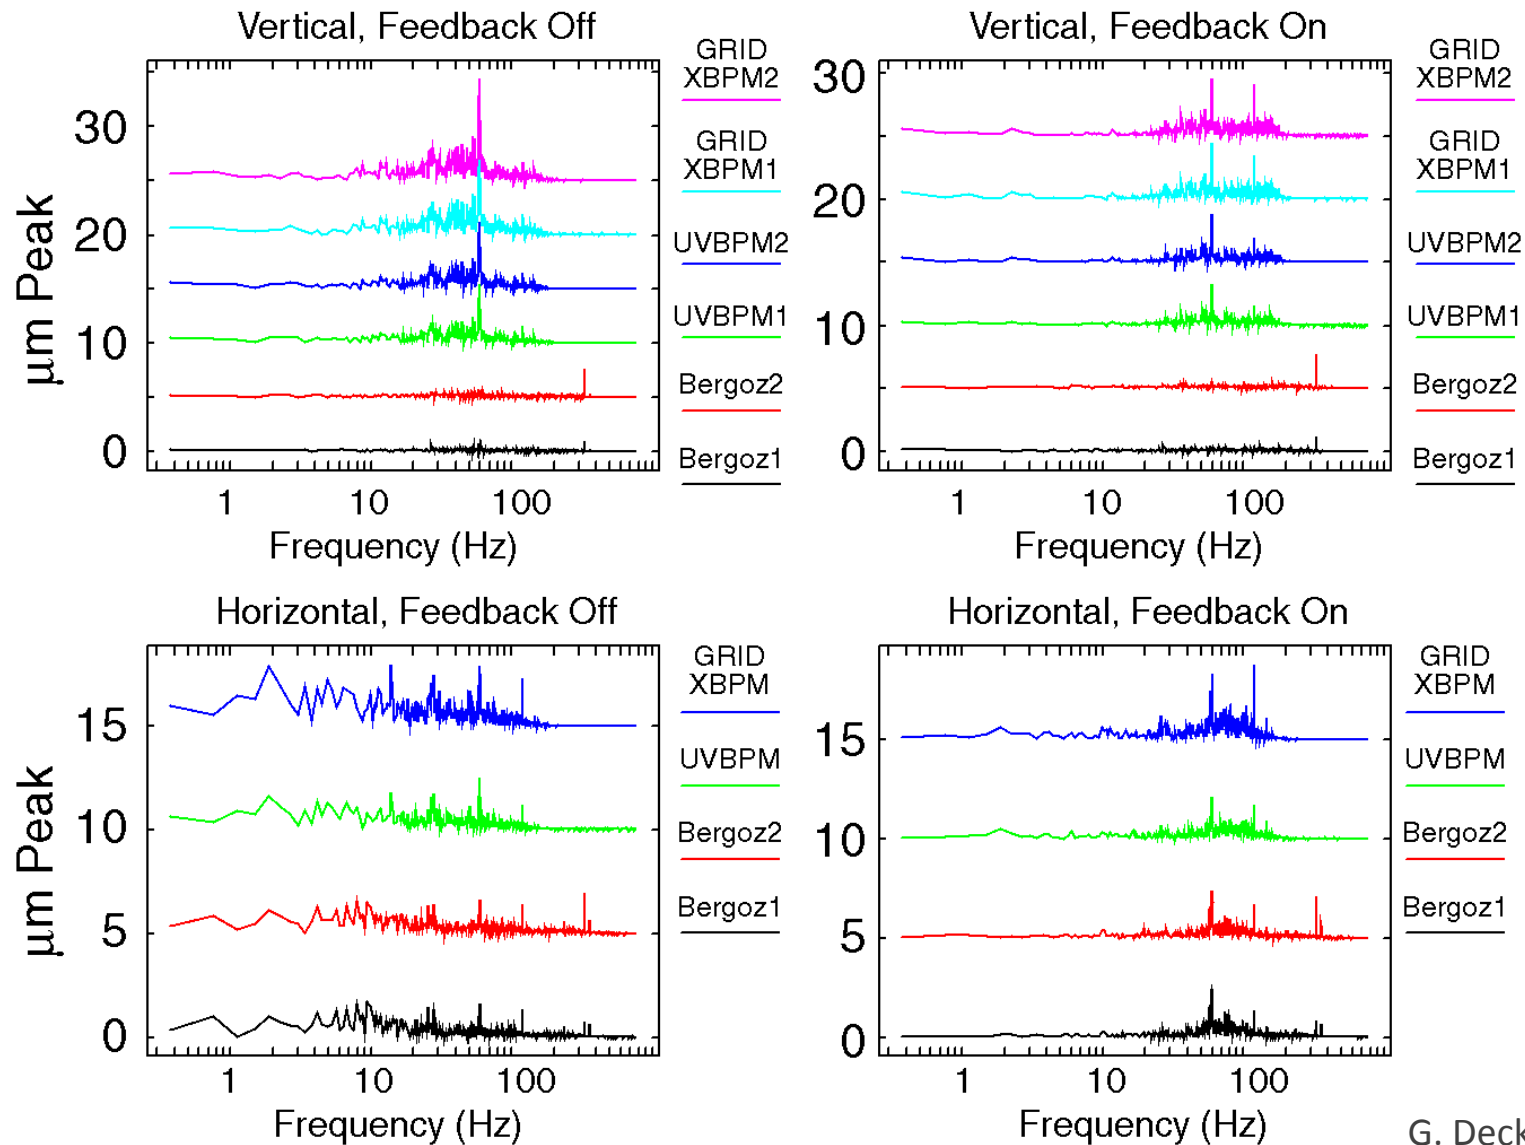 Vertical, Feedback Off
µm Peak
30
20
10
0
1
10
100
Frequency (Hz)
GRID
XBPM2
GRID
XBPM1
UVBPM2
UVBPM1
Bergoz2
Bergoz1
Vertical, Feedback On
30
20
10
0
1
10
100
Frequency (Hz)
GRID
XBPM2
GRID
XBPM1
UVBPM2
UVBPM1
Bergoz2
Bergoz1
Horizontal, Feedback Off
µm Peak
15
10
5
0
1
10
100
Frequency (Hz)
GRID
XBPM
UVBPM
Bergoz2
Bergoz1
Horizontal, Feedback On
15
10
5
0
1
10
100
Frequency (Hz)
GRID
XBPM
UVBPM
Bergoz2
Bergoz1
G. Deck